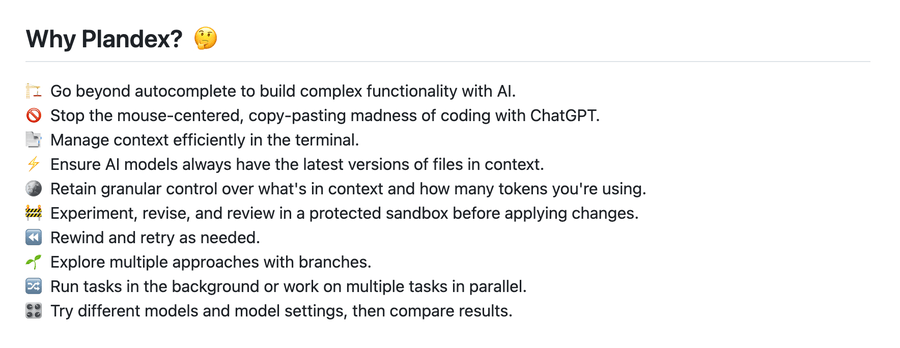 Why Plandex? 🤔
🏗️ Go beyond autocomplete to build complex functionality with AI.
🚫 Stop the mouse-centered, copy-pasting madness of coding with ChatGPT.
📑 Manage context efficiently in the terminal.
⚡️ Ensure AI models always have the latest versions of files in context.
🪨 Retain granular control over what's in context and how many tokens you're using.
🚧 Experiment, revise, and review in a protected sandbox before applying changes.
⏪ Rewind and retry as needed.
🌱 Explore multiple approaches with branches.
🔀 Run tasks in the background or work on multiple tasks in parallel.
🎛️ Try different models and model settings, then compare results.